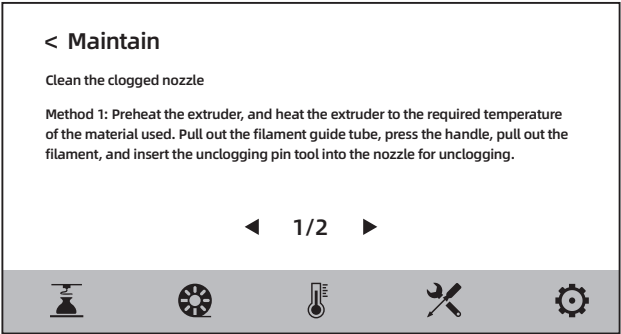 < Maintain
Clean the clogged nozzle
Method 1: Preheat the extruder, and heat the extruder to the required temperature
of the material used. Pull out the filament guide tube, press the handle, pull out the
filament, and insert the unclogging pin tool into the nozzle for unclogging.
1/2